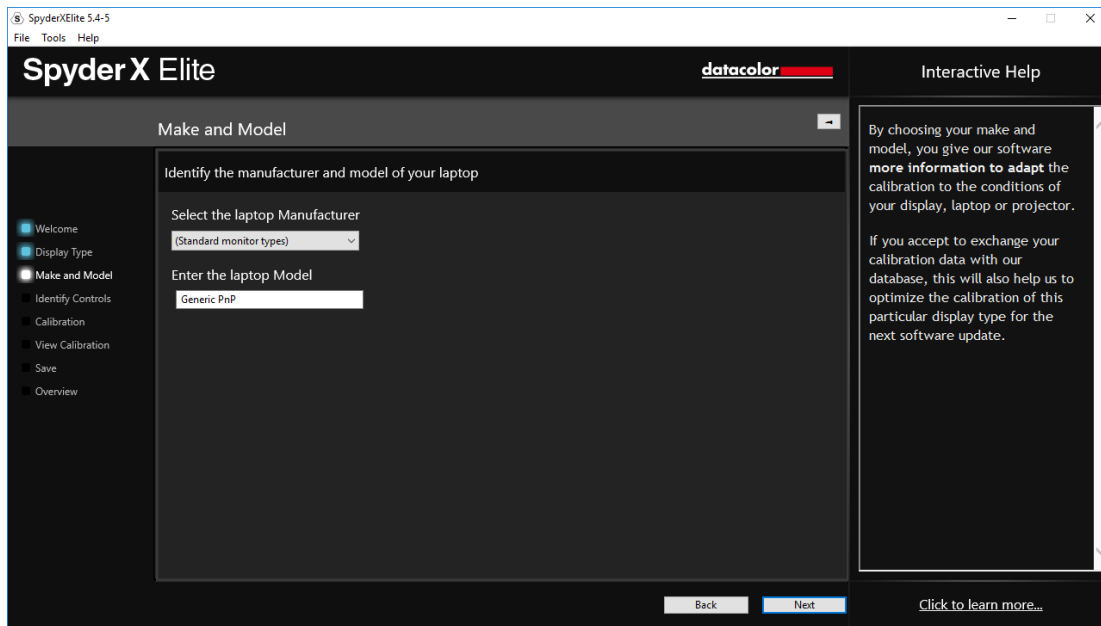 SpyderXElite 5.4-5
File Tools Help
Spyder X Elite
datacolor
Interactive Help
Make and Model
Identify the manufacturer and model of your laptop
Select the laptop Manufacturer
(Standard monitor types)
Enter the laptop Model
Generic PnP
Welcome
Display Type
Make and Model
Identify Controls
Calibration
View Calibration
Save
Overview
By choosing your make and
model, you give our software
more information to adapt the
calibration to the conditions of
your display, laptop or projector.
If you accept to exchange your
calibration data with our
database, this will also help us to
optimize the calibration of this
particular display type for the
next software update.
Back
Next
Click to learn more...